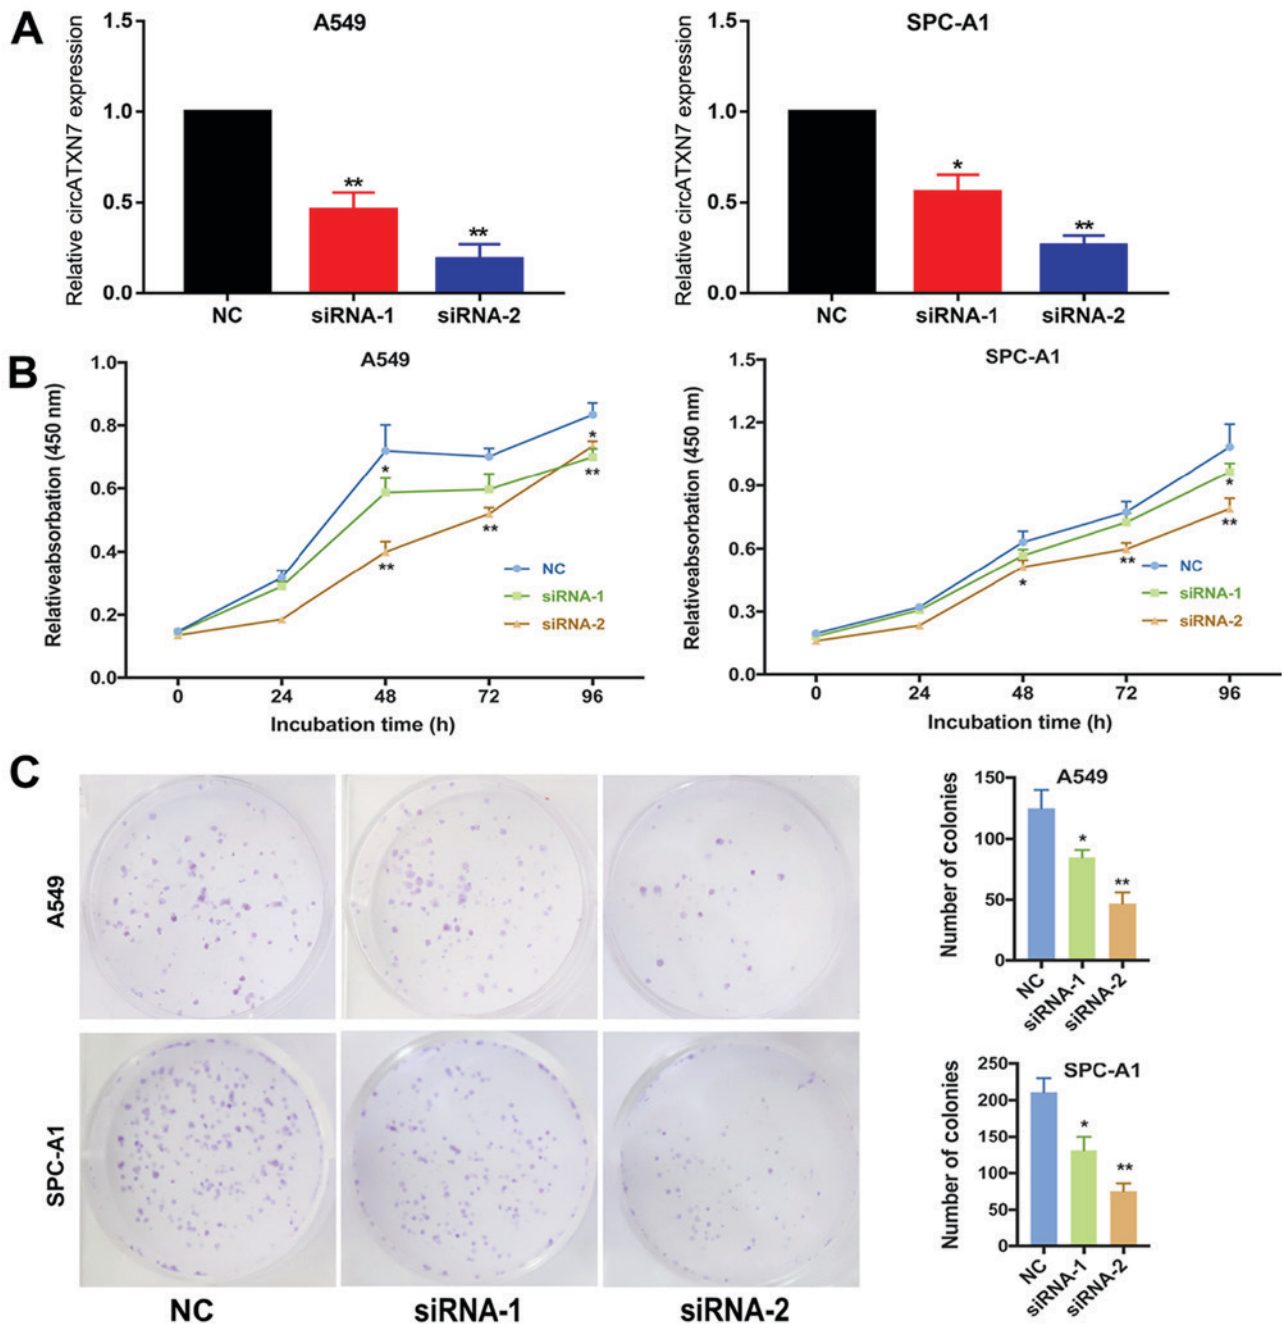 A
A549
Relative circATXN7 expression
1.5
1.0
0.5
0.0
**
**
NC
siRNA-1
siRNA-2
SPC-A1
Relative circATXN7 expression
1.5
1.0
0.5
0.0
*
**
NC
siRNA-1
siRNA-2
B
A549
Relativeabsorbation (450 nm)
1.0
0.8
0.6
0.4
0.2
0.0
*
**
**
*
**
NC
siRNA-1
siRNA-2
0
24
48
72
96
Incubation time (h)
SPC-A1
Relativeabsorbation (450 nm)
1.5
1.2
0.9
0.6
0.3
0.0
*
**
*
**
NC
siRNA-1
siRNA-2
0
24
48
72
96
Incubation time (h)
C
A549
SPC-A1
NC
siRNA-1
siRNA-2
A549
Number of colonies
150
100
50
0
*
**
NC
siRNA-1
siRNA-2
SPC-A1
Number of colonies
250
200
150
100
50
0
*
**
NC
siRNA-1
siRNA-2